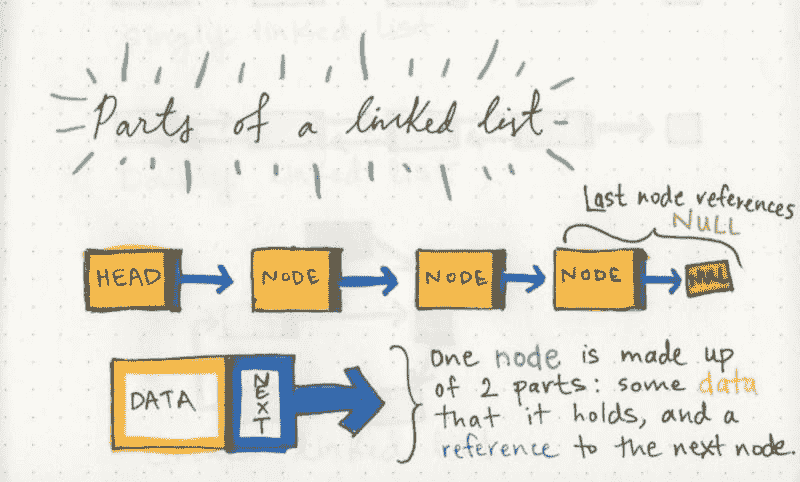 Parts of a linked list
Last node references
NULL
HEAD NODE NODE NODE NULL
DATA NEXT
One node is made up
of 2 parts: some data
that it holds, and a
reference to the next node.